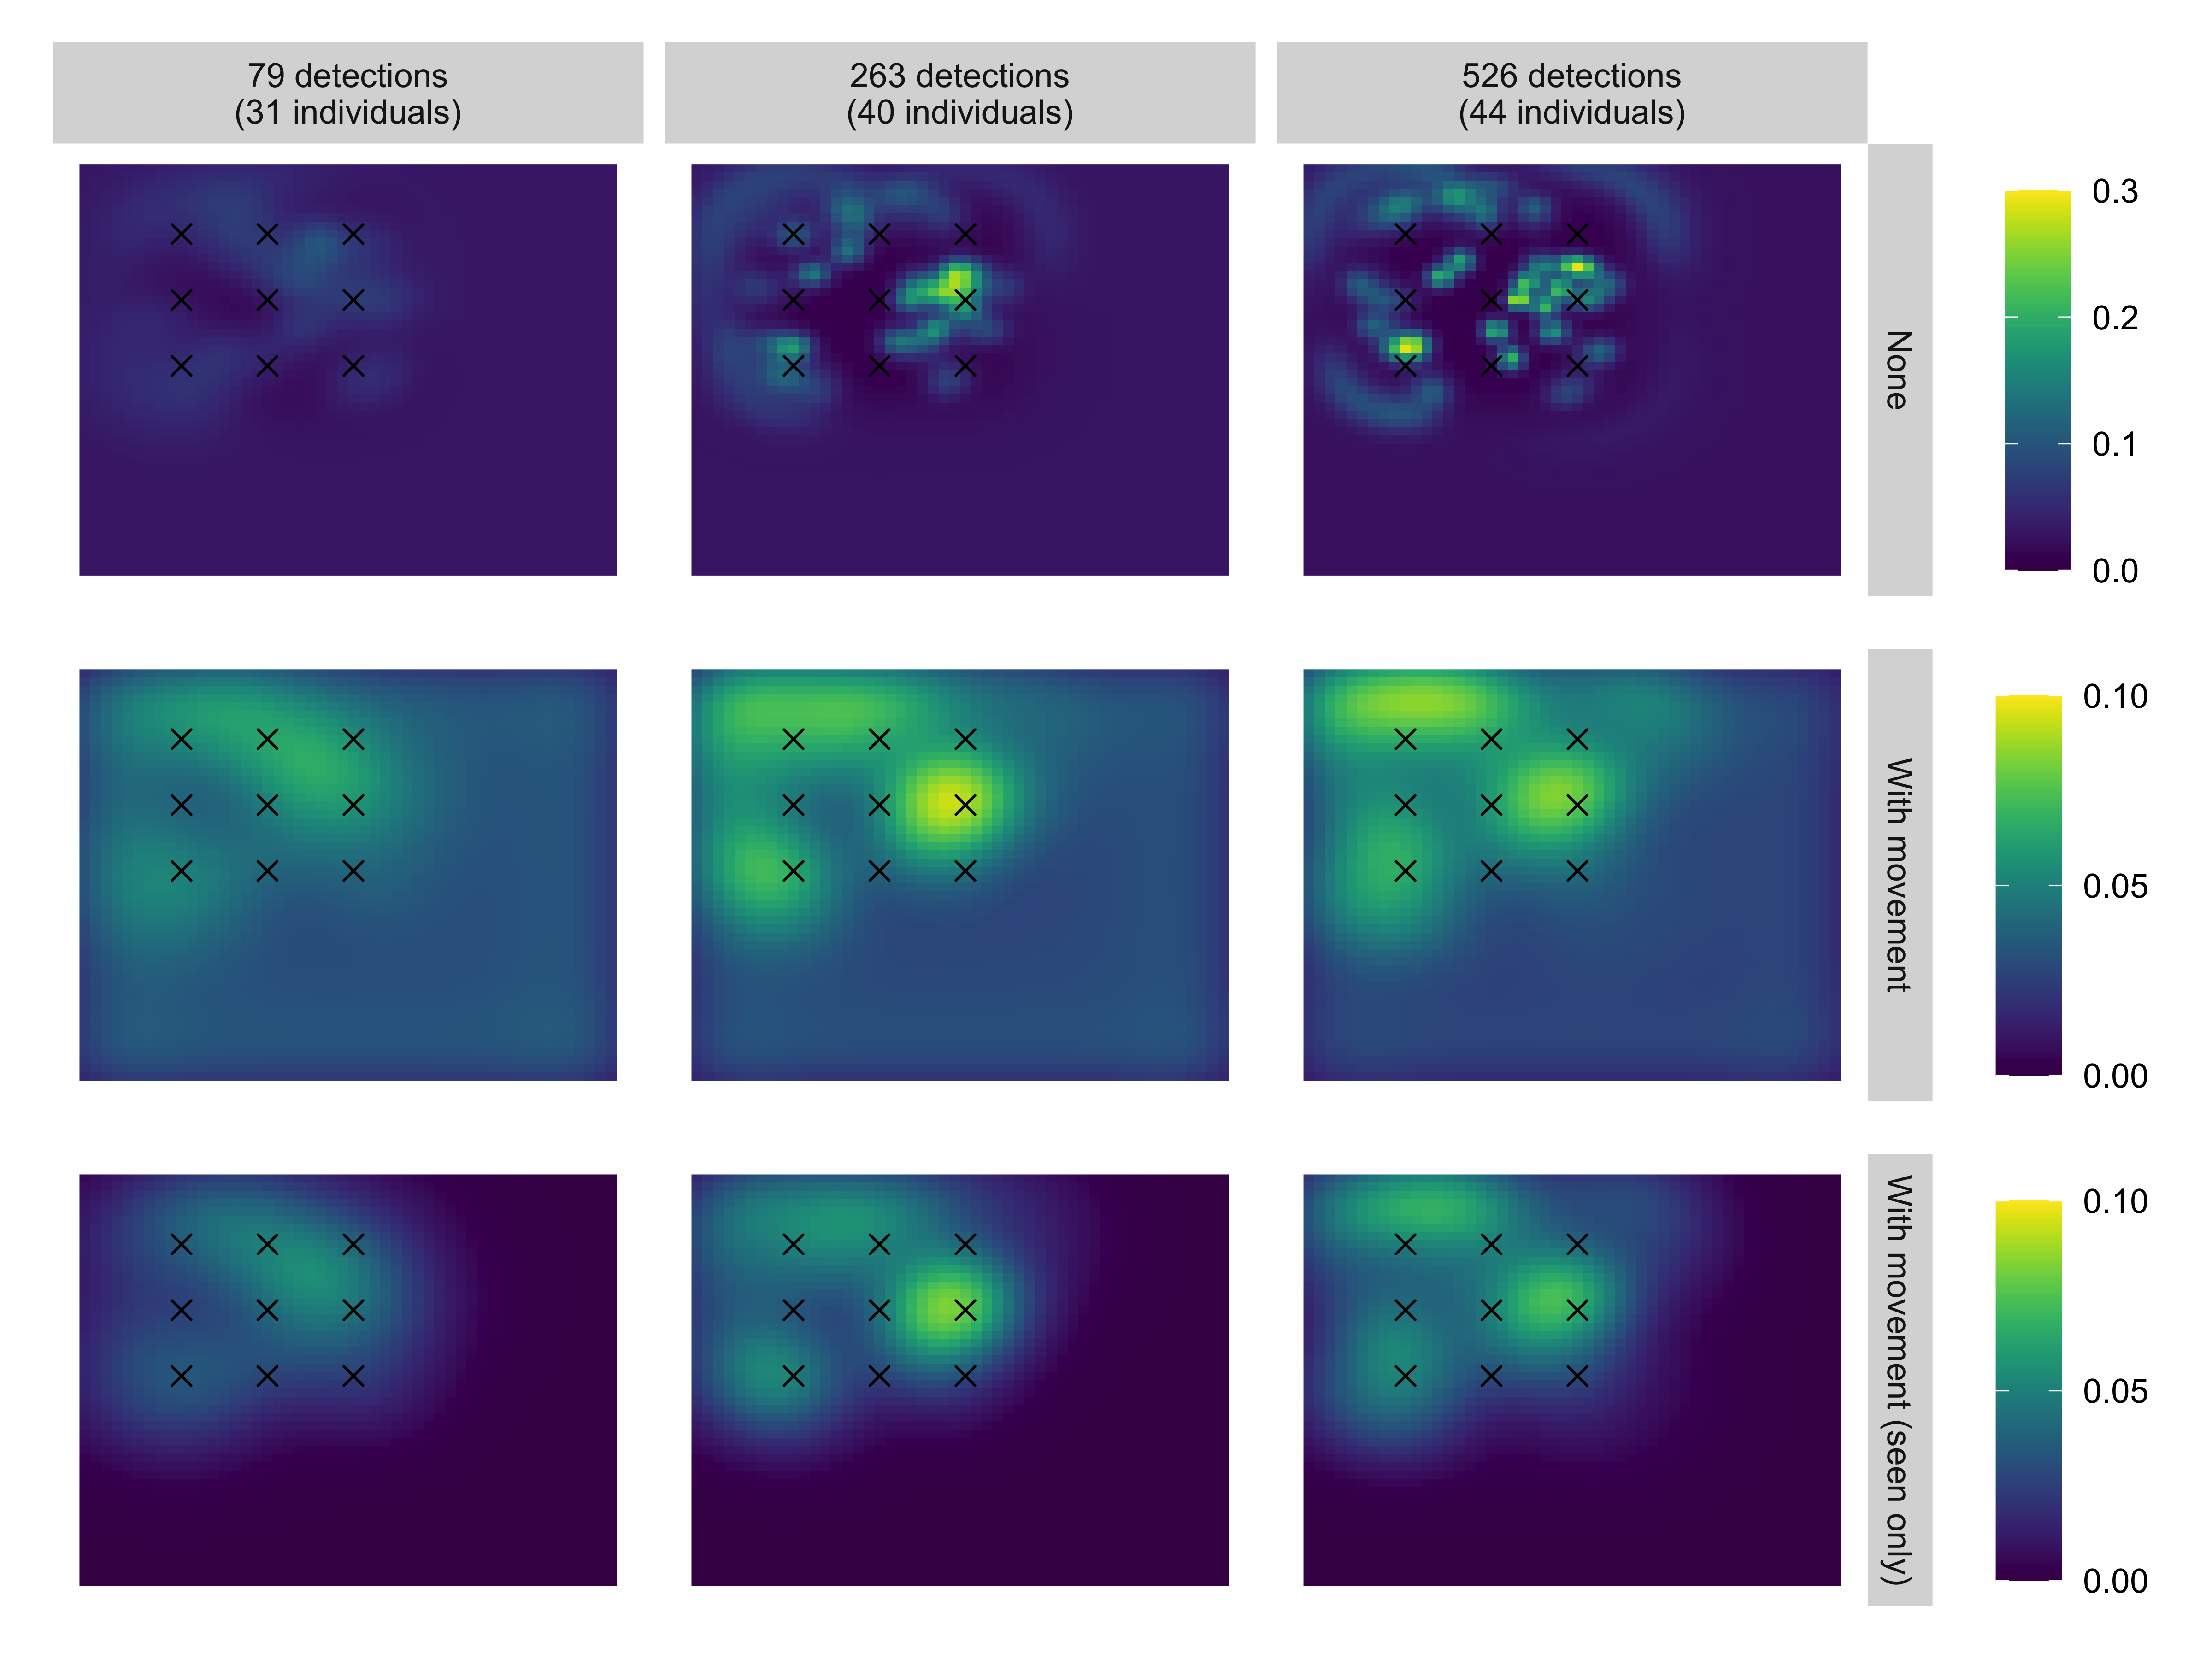 79 detections
(31 individuals)
263 detections
(40 individuals)
526 detections
(44 individuals)
None
0.3
0.2
0.1
0.0
With movement
0.10
0.05
0.00
With movement (seen only)
0.10
0.05
0.00